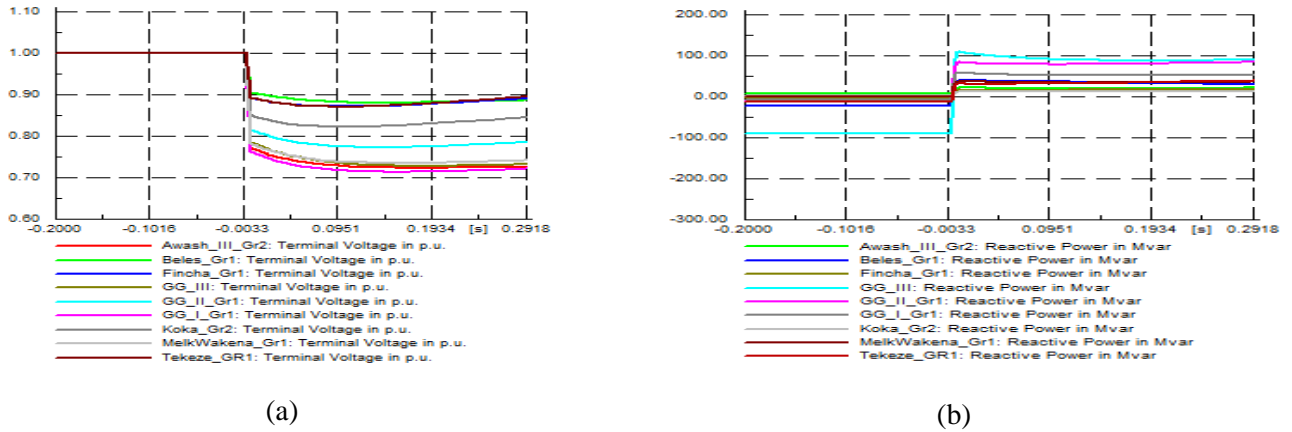 1.10
1.00
0.90
0.80
0.70
0.60
-0.2000 -0.1016 -0.0033 0.0951 0.1934 [s] 0.2918
Awash_III_Gr2: Terminal Voltage in p.u.
Beles_Gr1: Terminal Voltage in p.u.
Fincha_Gr1: Terminal Voltage in p.u.
GG_III: Terminal Voltage in p.u.
GG_II_Gr1: Terminal Voltage in p.u.
GG_I_Gr1: Terminal Voltage in p.u.
Koka_Gr2: Terminal Voltage in p.u.
MelkWakena_Gr1: Terminal Voltage in p.u.
Tekeze_GR1: Terminal Voltage in p.u.
(a)
200.00
100.00
0.00
-100.00
-200.00
-300.00
-0.2000 -0.1016 -0.0033 0.0951 0.1934 [s] 0.2918
Awash_III_Gr2: Reactive Power in Mvar
Beles_Gr1: Reactive Power in Mvar
Fincha_Gr1: Reactive Power in Mvar
GG_III: Reactive Power in Mvar
GG_II_Gr1: Reactive Power in Mvar
GG_I_Gr1: Reactive Power in Mvar
Koka_Gr2: Reactive Power in Mvar
MelkWakena_Gr1: Reactive Power in Mvar
Tekeze_GR1: Reactive Power in Mvar
(b)